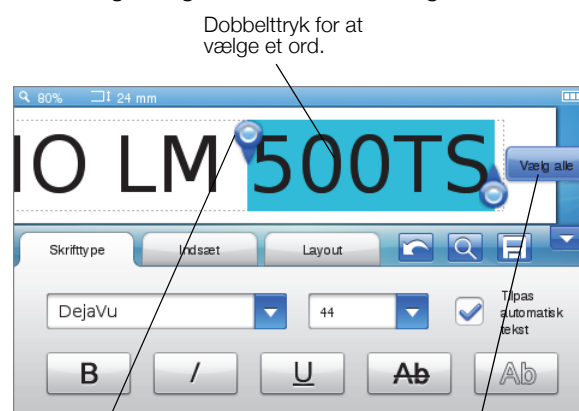 Dobbelttryk for at
vælge et ord.
80% 24 mm
IO LM 500TS
Vælg alle
Skrifttype Indsæt Layout
DejaVu 44 Tilpas
automatisk
tekst
B I U Ab Ab